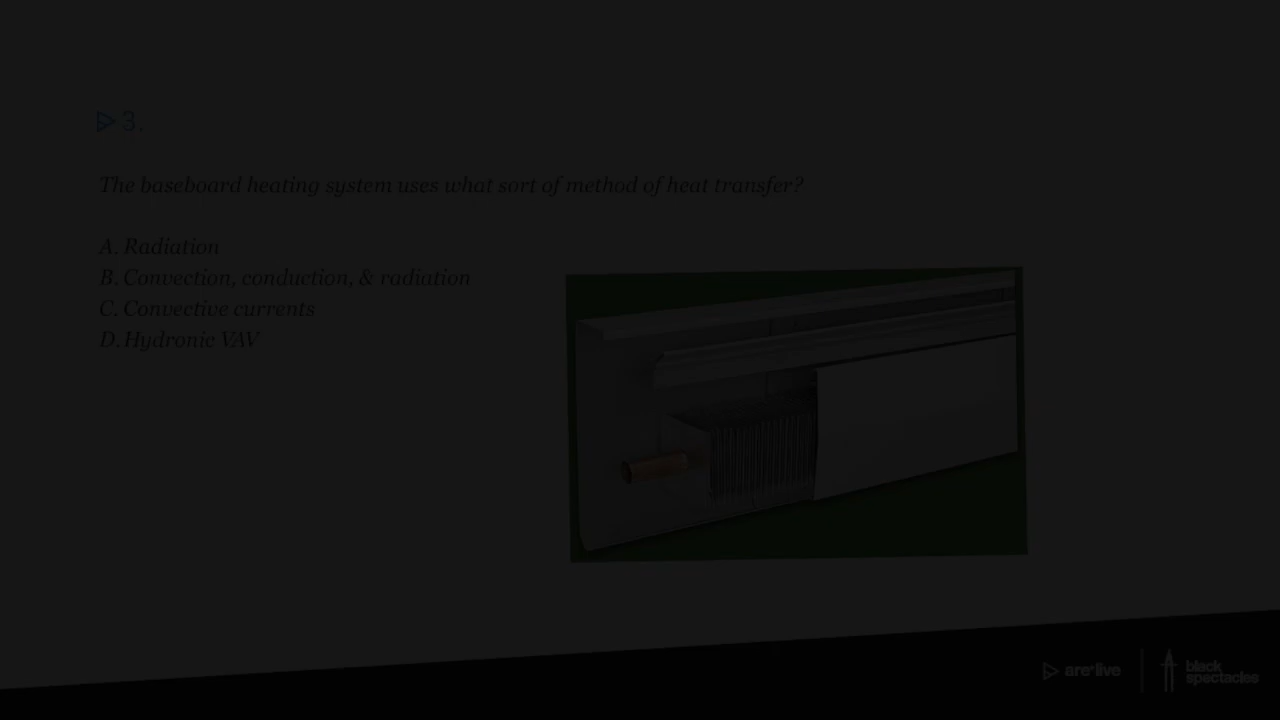 3.
The baseboard heating system uses what sort of method of heat transfer?
A. Radiation
B. Convection, conduction, & radiation
C. Convective currents
D. Hydronic VAV
are live
black
spectacles